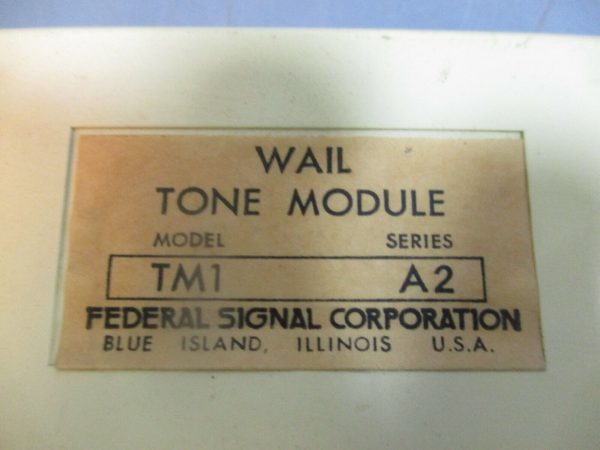 WAIL
TONE MODULE
MODEL SERIES
TM1 A2
FEDERAL SIGNAL CORPORATION
BLUE ISLAND, ILLINOIS U.S.A.